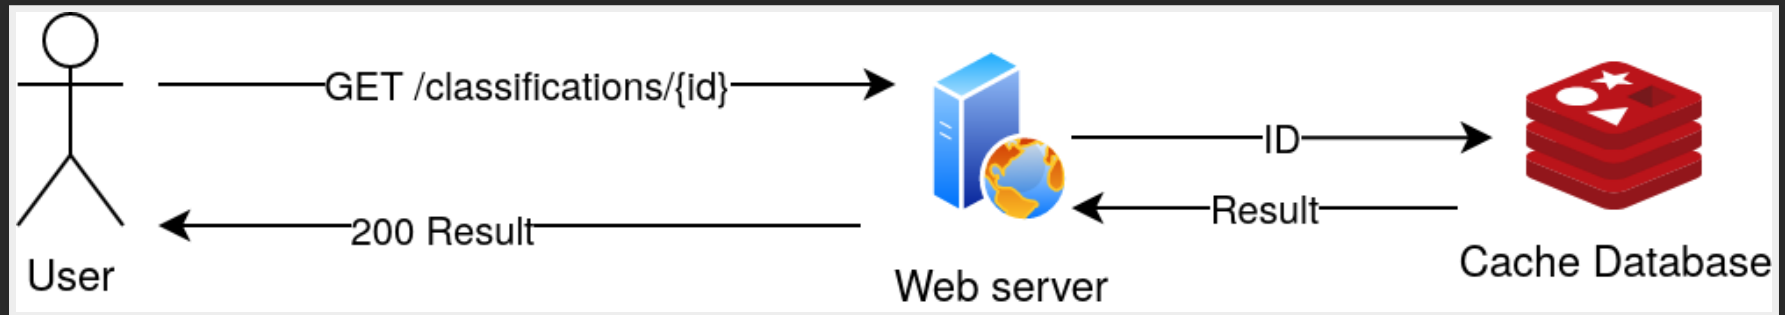 GET /classifications/{id}
ID
Result
200 Result
User
Web server
Cache Database